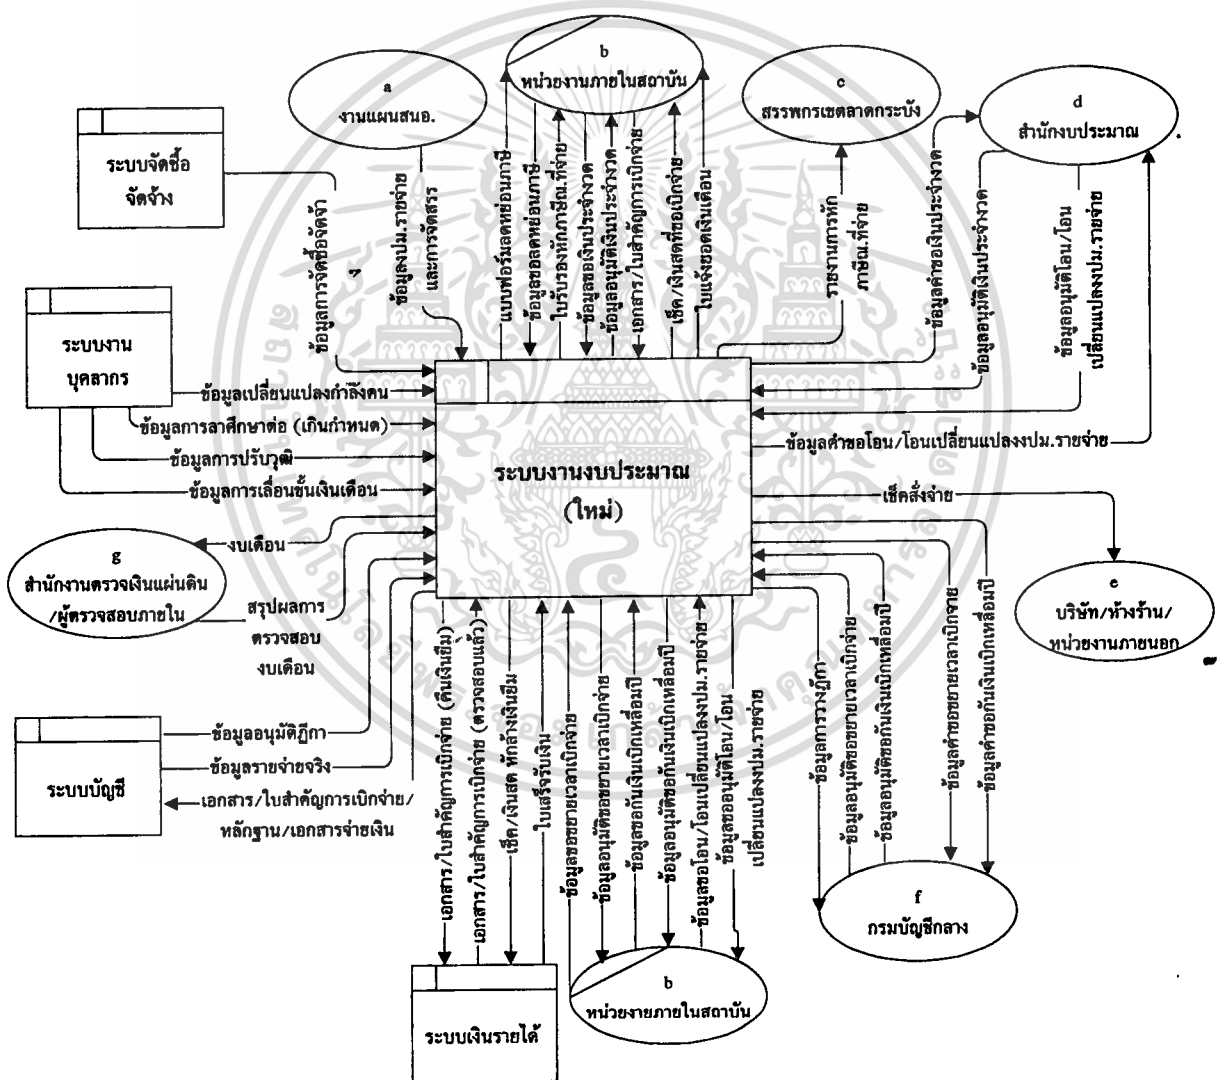 a
งานแผนสนอ.
b
หน่วยงานภายในสถาบัน
c
สรรพกรเขตลาดกระบัง
d
สำนักงบประมาณ
ระบบจัดซื้อ
จัดจ้าง
ข้อมูลการจัดซื้อจัดจ้า
ง
ข้อมูลงปม.รายจ่าย
และการจัดสรร
แบบฟอร์มลดหย่อนภาษี
ข้อมูลขอลดหย่อนภาษี
ใบรับรองหักภาษีณ.ที่จ่าย
ข้อมูลขอเงินประจำงวด
ข้อมูลอนุมัติเงินประจำงวด
เอกสาร/ใบสำคัญการเบิกจ่าย
เช็ค/เงินสดที่ขอเบิกจ่าย
ใบแจ้งยอดเงินเดือน
รายงานการหัก
ภาษีณ.ที่จ่าย
ข้อมูลคำขอเงินประจำงวด
ข้อมูลอนุมัติเงินประจำงวด
ข้อมูลอนุมัติโอน/โอน
เปลี่ยนแปลงงปม.รายจ่าย
ระบบงาน
บุคลากร
ข้อมูลเปลี่ยนแปลงกำลังคน
ข้อมูลการลาศึกษาต่อ (เกินกำหนด)
ข้อมูลการปรับวุฒิ
ข้อมูลการเลื่อนขั้นเงินเดือน
ระบบงานงบประมาณ
(ใหม่)
ข้อมูลคำขอโอน/โอนเปลี่ยนแปลงงปม.รายจ่าย
เช็คสั่งจ่าย
g
สำนักงานตรวจเงินแผ่นดิน
/ผู้ตรวจสอบภายใน
งบเดือน
สรุปผลการ
ตรวจสอบ
งบเดือน
e
บริษัท/ห้างร้าน/
หน่วยงานภายนอก
ระบบบัญชี
ข้อมูลอนุมัติฎีกา
ข้อมูลรายจ่ายจริง
เอกสาร/ใบสำคัญการเบิกจ่าย/
หลักฐาน/เอกสารจ่ายเงิน
เอกสาร/ใบสำคัญการเบิกจ่าย (คืนเงินยืม)
เอกสาร/ใบสำคัญการเบิกจ่าย (ตรวจสอบแล้ว)
เช็ค/เงินสด หักล้างเงินยืม
ใบเสร็จรับเงิน
ข้อมูลขอขยายเวลาเบิกจ่าย
ข้อมูลอนุมัติขอขยายเวลาเบิกจ่าย
ข้อมูลขอกันเงินเบิกเหลื่อมปี
ข้อมูลอนุมัติขอกันเงินเบิกเหลื่อมปี
ข้อมูลขอโอน/โอนเปลี่ยนแปลงงปม.รายจ่าย
ข้อมูลขออนุมัติโอน/โอน
เปลี่ยนแปลงงปม.รายจ่าย
ข้อมูลการวางฎีกา
ข้อมูลอนุมัติขอขยายเวลาเบิกจ่าย
ข้อมูลอนุมัติขอกันเงินเบิกเหลื่อมปี
ข้อมูลคำขอขยายเวลาเบิกจ่าย
ข้อมูลคำขอกันเงินเบิกเหลื่อมปี
f
กรมบัญชีกลาง
ระบบเงินรายได้
b
หน่วยงายภายในสถาบัน